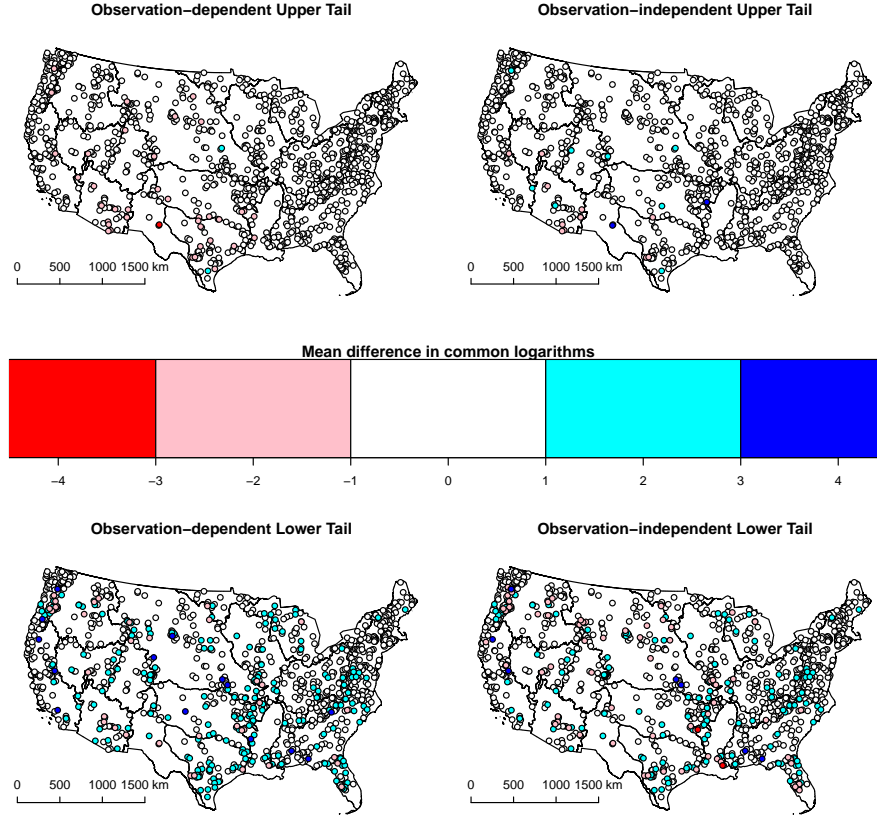 Observation−dependent Upper Tail
Observation−independent Upper Tail
0 500 1000 1500 km
0 500 1000 1500 km
Mean difference in common logarithms
−4 −3 −2 −1 0 1 2 3 4
Observation−dependent Lower Tail
Observation−independent Lower Tail
0 500 1000 1500 km
0 500 1000 1500 km